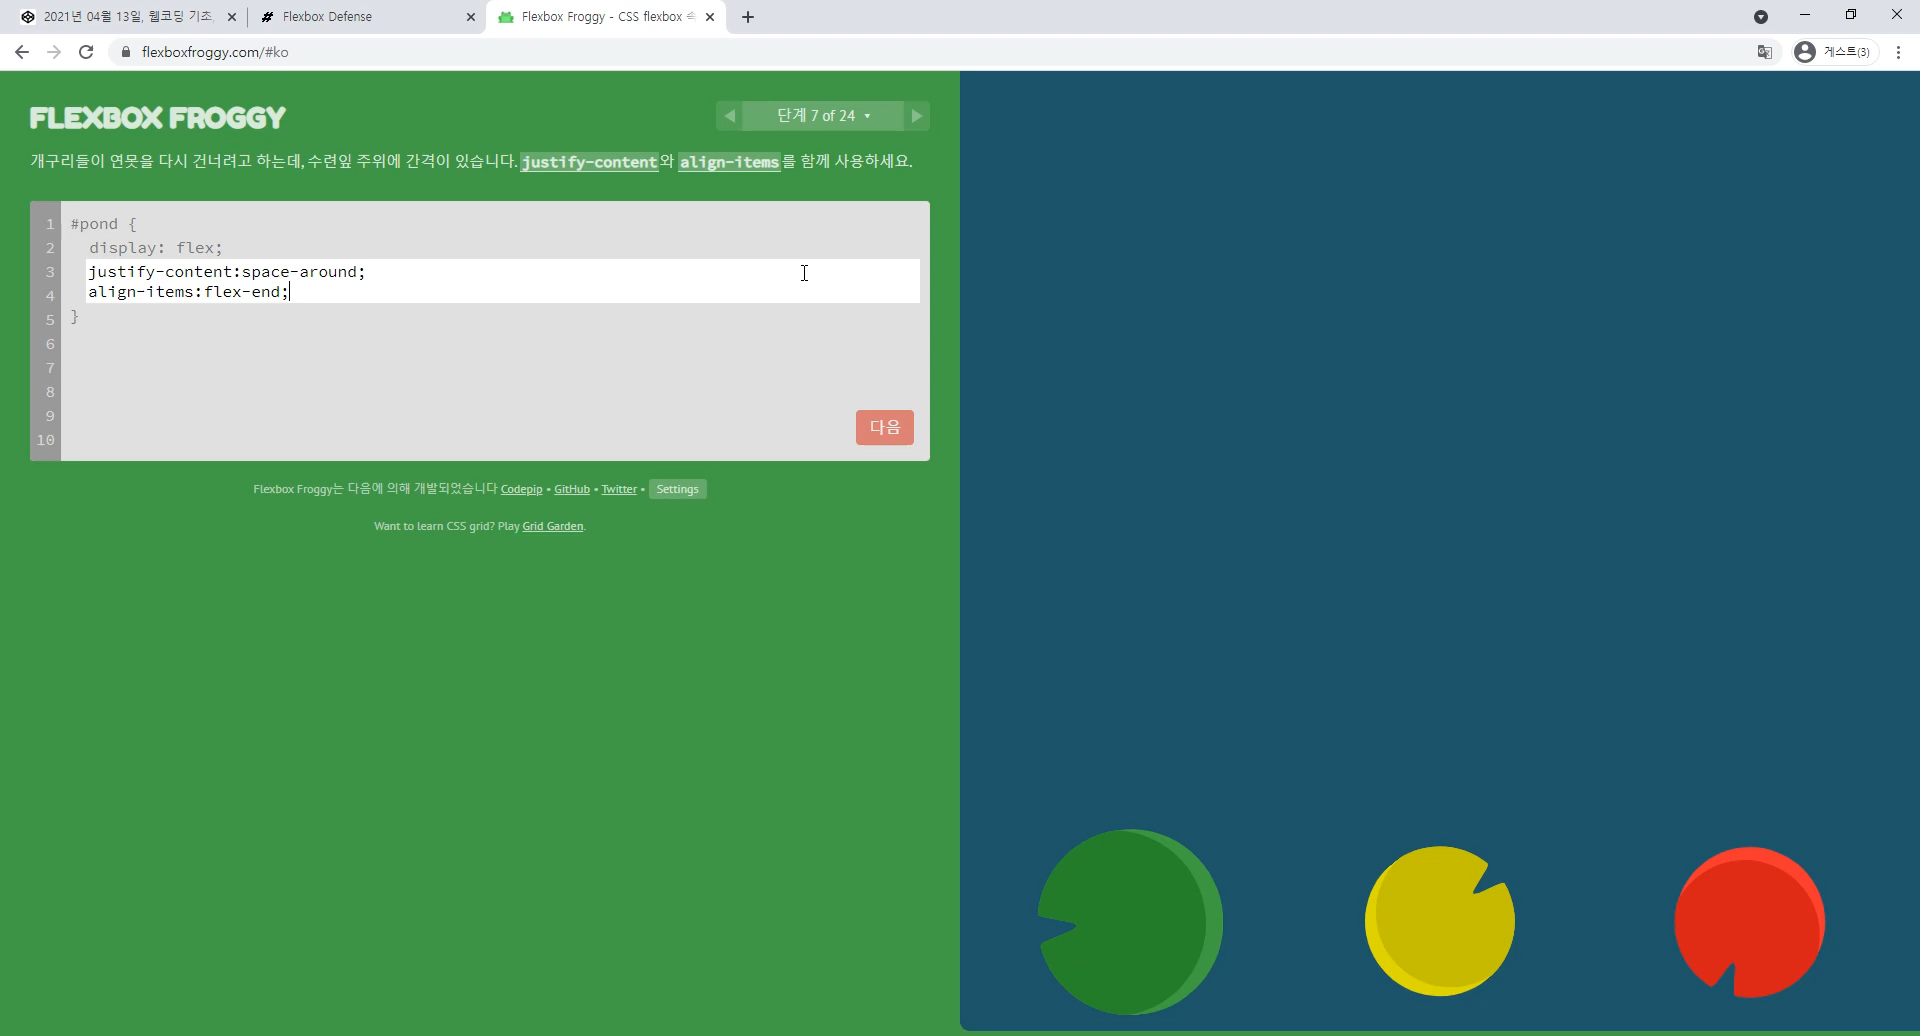 2021년 04월 13일, 웹코딩 기초,
Flexbox Defense
Flexbox Froggy - CSS flexbox 속
flexboxfroggy.com/#ko
게스트(3)
FLEXBOX FROGGY
단계 7 of 24
개구리들이 연못을 다시 건너려고 하는데, 수련잎 주위에 간격이 있습니다. justify-content와 align-items를 함께 사용하세요.
1 #pond {
2 display: flex;
3 justify-content:space-around;
4 align-items:flex-end;
5 }
6
7
8
9
10
다음
Flexbox Froggy는 다음에 의해 개발되었습니다 Codepip • GitHub • Twitter • Settings
Want to learn CSS grid? Play Grid Garden.